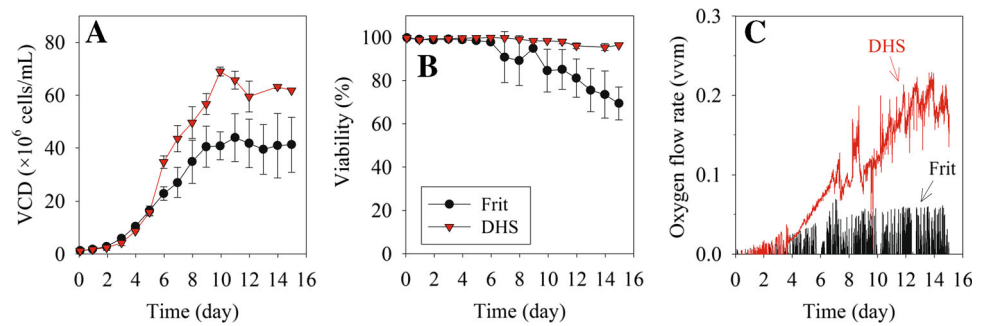 A
VCD (×10⁶ cells/mL)
80
60
40
20
0
0 2 4 6 8 10 12 14 16
Time (day)
B
Viability (%)
100
80
60
40
20
0
Frit
DHS
0 2 4 6 8 10 12 14 16
Time (day)
C
Oxygen flow rate (vvm)
0.3
0.2
0.1
0.0
DHS
Frit
0 2 4 6 8 10 12 14 16
Time (day)